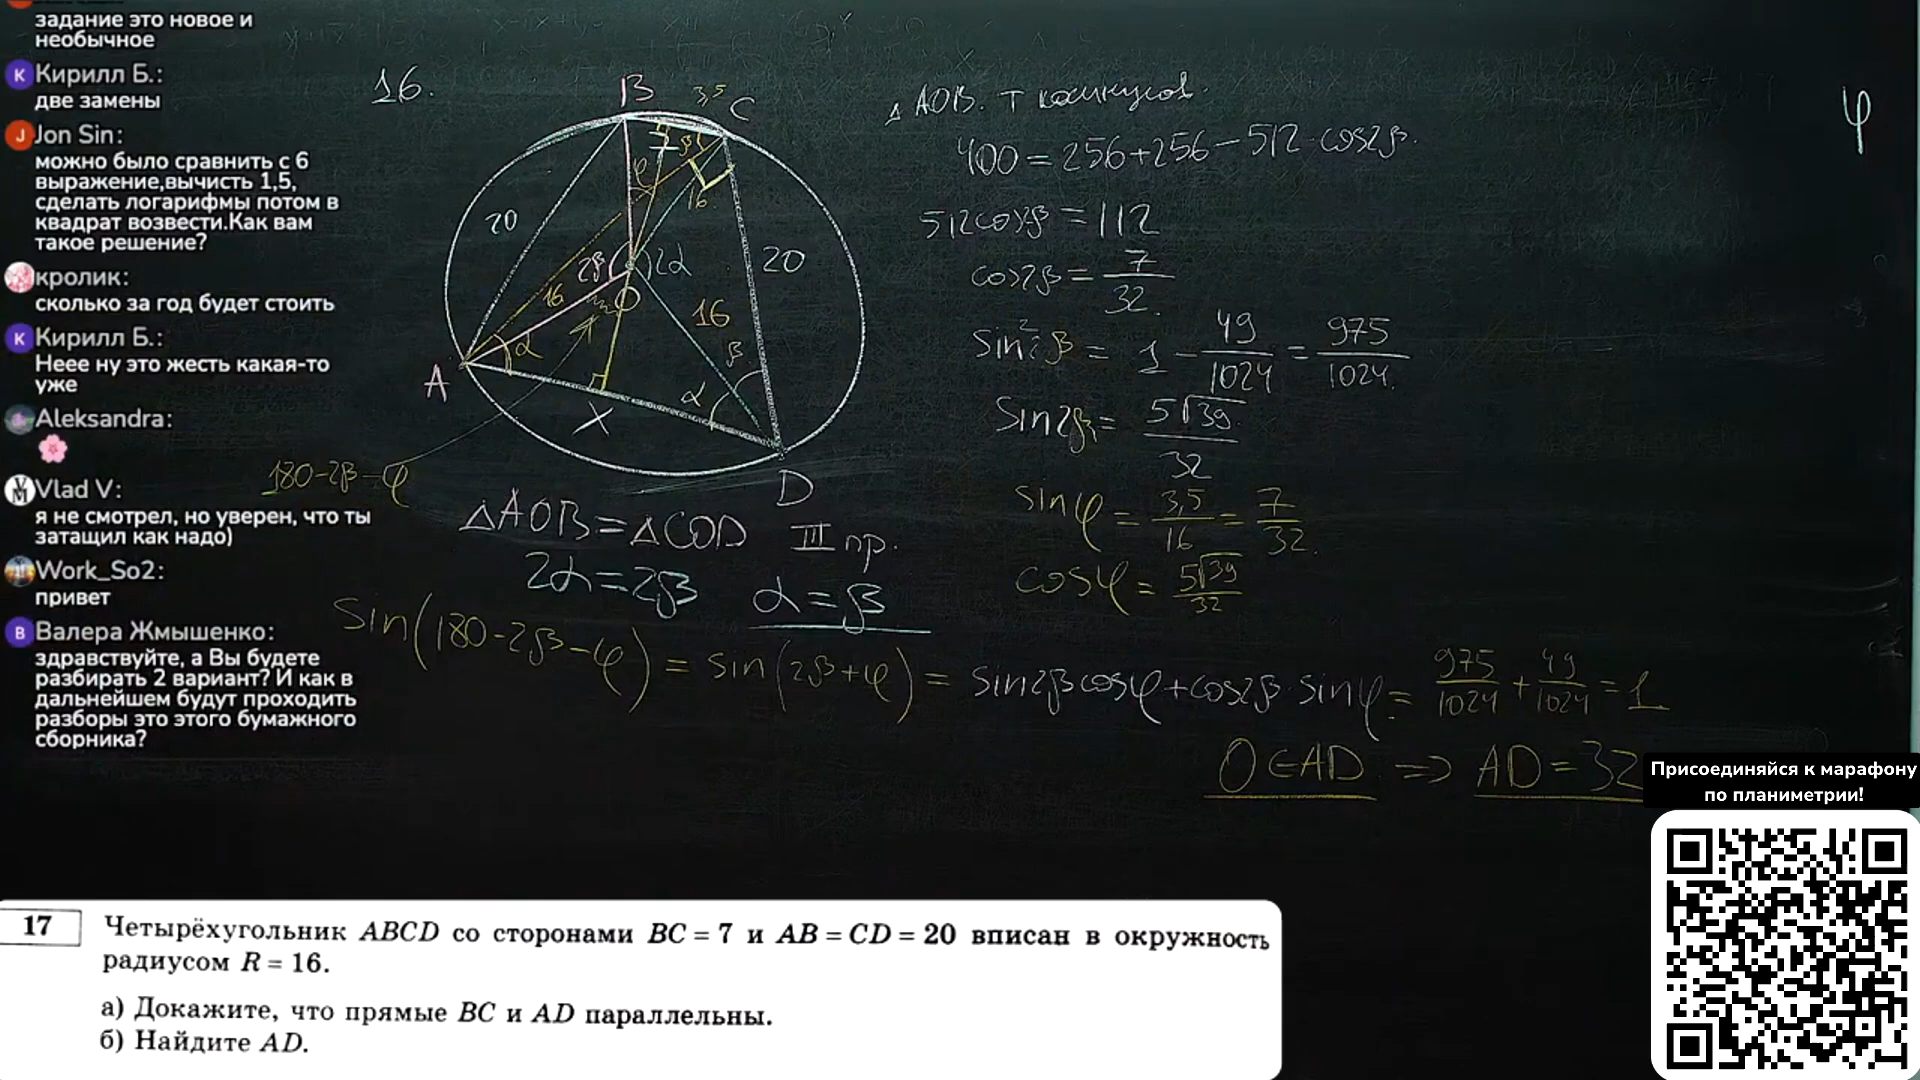 задание это новое и
необычное
К Кирилл Б.:
две замены
J Jon Sin:
можно было сравнить с 6
выражение,вычисть 1,5,
сделать логарифмы потом в
квадрат возвести.Как вам
такое решение?
кролик:
сколько за год будет стоить
К Кирилл Б.:
Неее ну это жесть какая-то
уже
Aleksandra:
🌸
Vlad V:
я не смотрел, но уверен, что ты
затащил как надо)
Work_So2:
привет
В Валера Жмышенко:
здравствуйте, а Вы будете
разбирать 2 вариант? И как в
дальнейшем будут проходить
разборы это этого бумажного
сборника?
16.
B
3,5
C
7
β
φ
16
20
2β
2α
20
16
O
16
α
β
α
A
X
D
180-2β-φ
△AOB=△COD III пр.
2α=2β α=β
△AOB. т косинусов.
400=256+256-512·cos2β.
512cos2β=112
cos2β=7/32.
sin²2β=1-49/1024=975/1024.
sin2β=5√39/32
sinφ=3,5/16=7/32.
cosφ=5√39/32
sin(180-2β-φ)=sin(2β+φ)=sin2βcosφ+cos2β·sinφ=975/1024+49/1024=1
O∈AD ⇒ AD=32
φ
Присоединяйся к марафону
по планиметрии!
17 Четырёхугольник ABCD со сторонами BC = 7 и AB = CD = 20 вписан в окружность
радиусом R = 16.
а) Докажите, что прямые BC и AD параллельны.
б) Найдите AD.